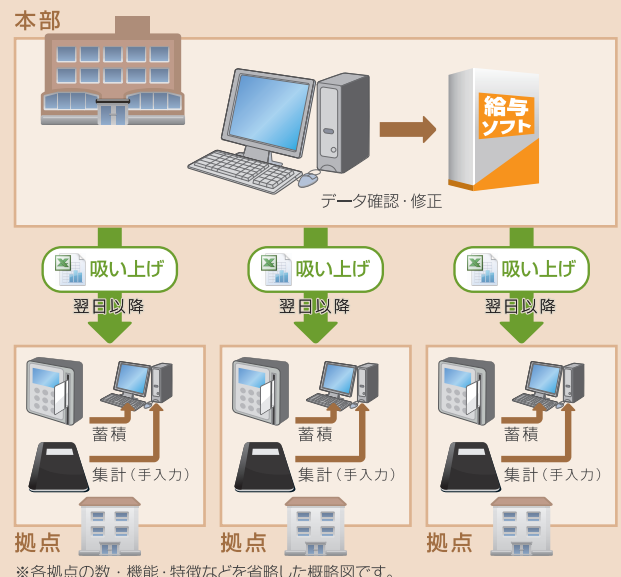 本部
給与
ソフト
データ確認・修正
吸い上げ
吸い上げ
吸い上げ
翌日以降
翌日以降
翌日以降
蓄積
蓄積
蓄積
集計(手入力)
集計(手入力)
集計(手入力)
拠点
拠点
拠点
※各拠点の数・機能・特徴などを省略した概略図です。